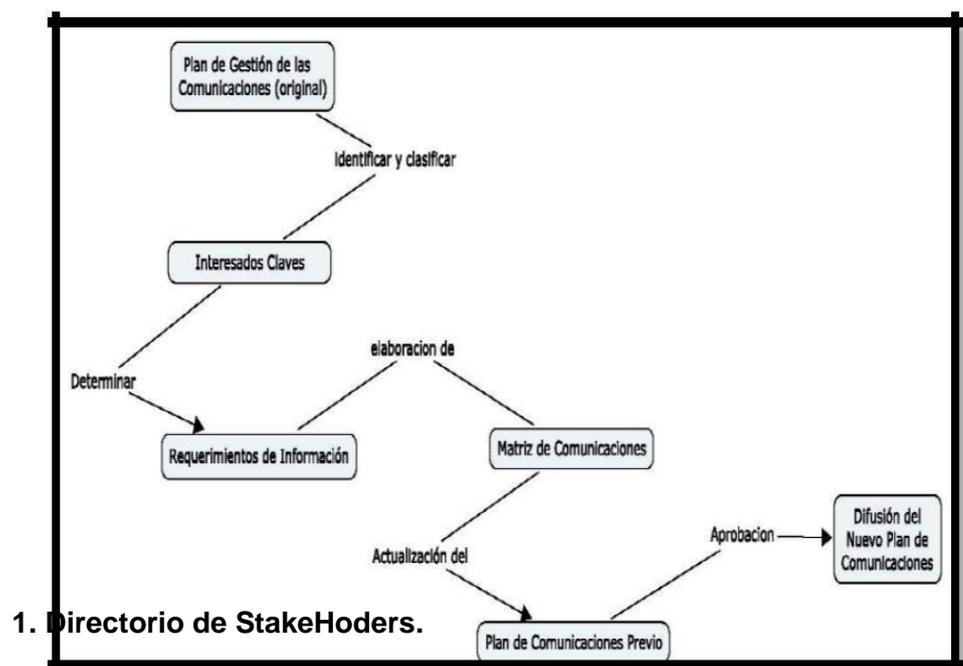 Plan de Gestión de las
Comunicaciones (original)
Identificar y clasificar
Interesados Claves
Determinar
Requerimientos de Información
elaboracion de
Matriz de Comunicaciones
Actualización del
Plan de Comunicaciones Previo
Aprobacion
Difusión del
Nuevo Plan de
Comunicaciones
1. Directorio de StakeHoders.